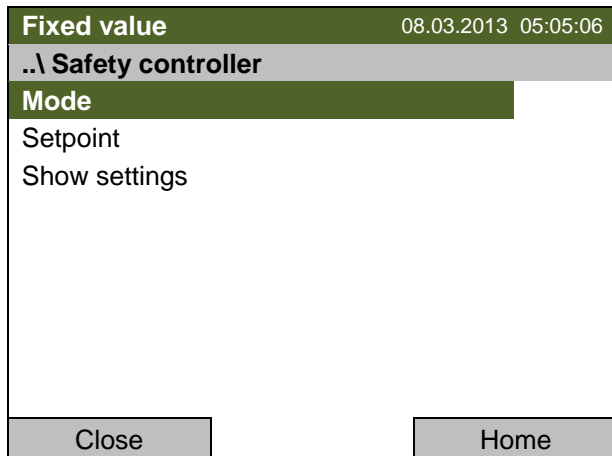 Fixed value 08.03.2013 05:05:06
..\ Safety controller
Mode
Setpoint
Show settings
Close Home